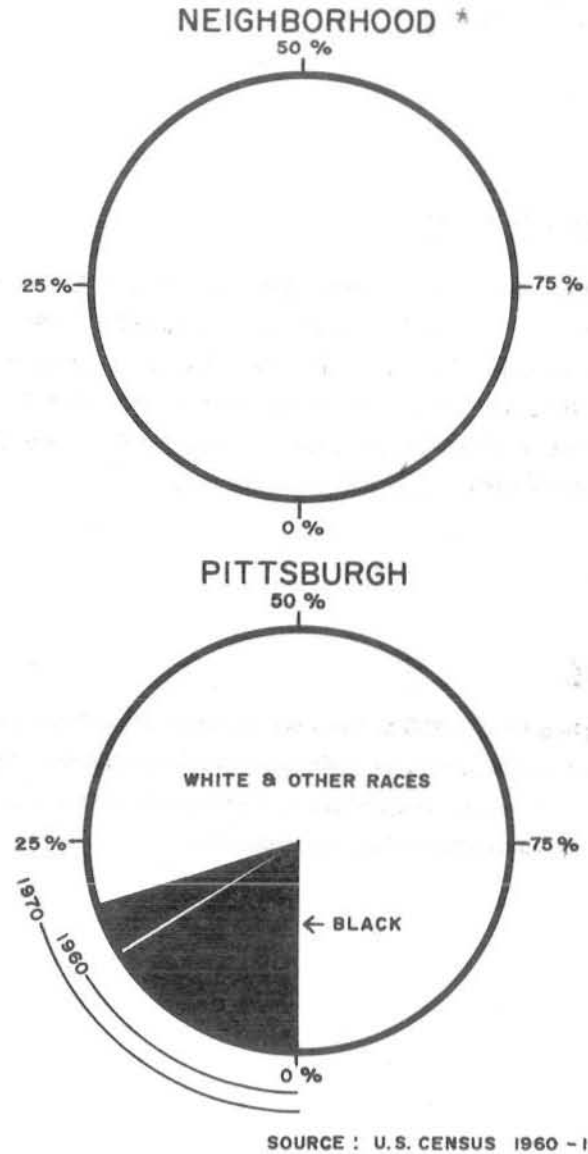 NEIGHBORHOOD *
50 %
25 %
75 %
0 %
PITTSBURGH
50 %
WHITE & OTHER RACES
25 %
75 %
← BLACK
1970
1960
0 %
SOURCE : U.S. CENSUS 1960 - 1